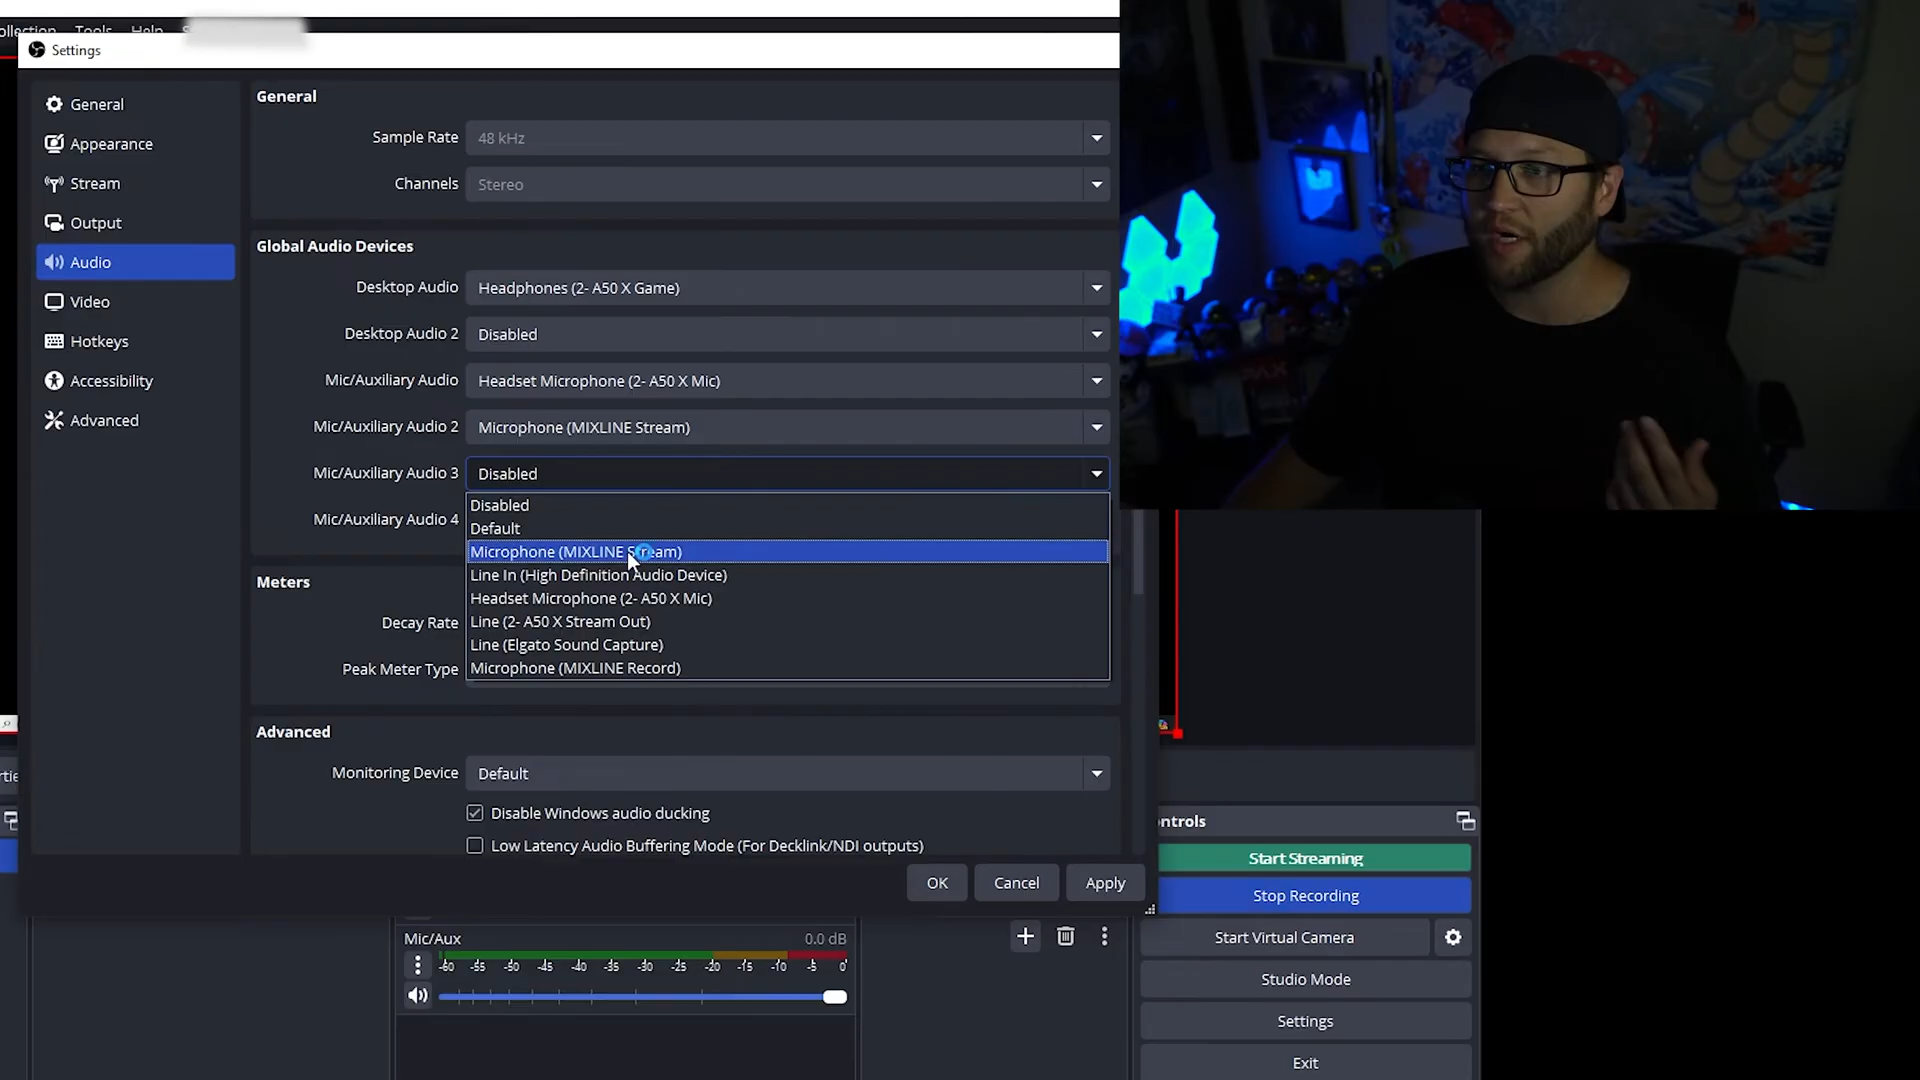 ollection Tools Help
Settings
General
Appearance
Stream
Output
Audio
Video
Hotkeys
Accessibility
Advanced
General
Sample Rate 48 kHz
Channels Stereo
Global Audio Devices
Desktop Audio Headphones (2- A50 X Game)
Desktop Audio 2 Disabled
Mic/Auxiliary Audio Headset Microphone (2- A50 X Mic)
Mic/Auxiliary Audio 2 Microphone (MIXLINE Stream)
Mic/Auxiliary Audio 3 Disabled
Mic/Auxiliary Audio 4
Disabled
Default
Microphone (MIXLINE Stream)
Line In (High Definition Audio Device)
Headset Microphone (2- A50 X Mic)
Line (2- A50 X Stream Out)
Line (Elgato Sound Capture)
Microphone (MIXLINE Record)
Meters
Decay Rate
Peak Meter Type
Advanced
Monitoring Device Default
Disable Windows audio ducking
Low Latency Audio Buffering Mode (For Decklink/NDI outputs)
OK Cancel Apply
Mic/Aux 0.0 dB
-60 -55 -50 -45 -40 -35 -30 -25 -20 -15 -10 -5 0
ontrols
Start Streaming
Stop Recording
Start Virtual Camera
Studio Mode
Settings
Exit